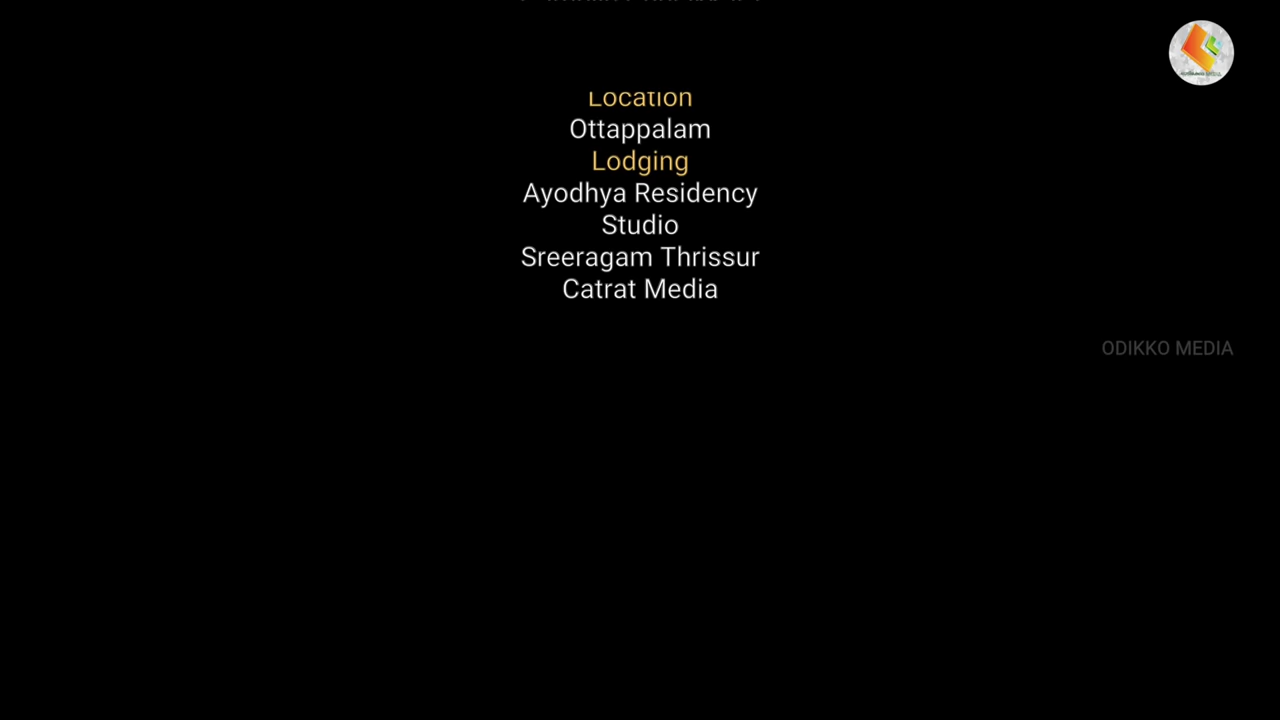 Location
Ottappalam
Lodging
Ayodhya Residency
Studio
Sreeragam Thrissur
Catrat Media
ODIKKO MEDIA